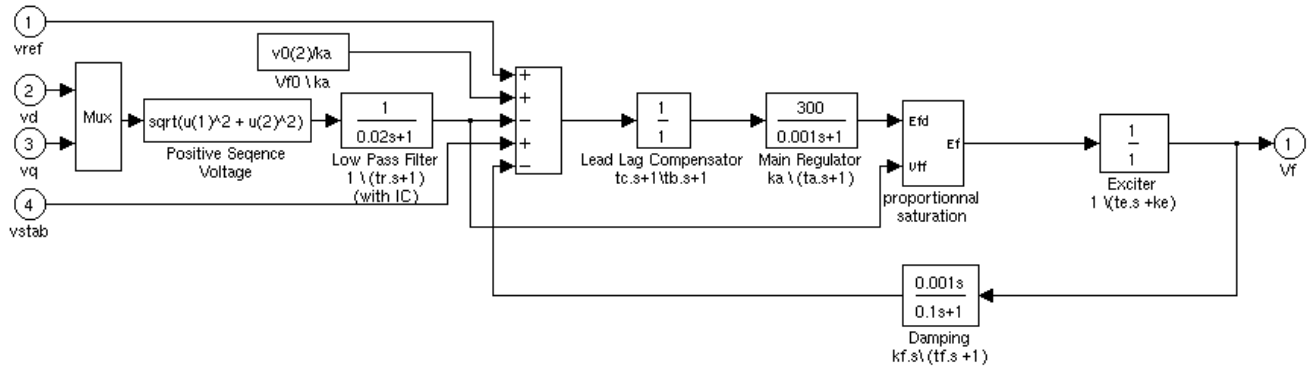 1
vref
v0(2)/ka
Vf0 \ ka
2
vd
3
vq
Mux
sqrt(u(1)^2 + u(2)^2)
Positive Seqence
Voltage
1
0.02s+1
Low Pass Filter
1 \ (tr.s+1)
(with IC)
4
vstab
+
+
−
+
−
1
1
Lead Lag Compensator
tc.s+1\tb.s+1
300
0.001s+1
Main Regulator
ka \ (ta.s+1)
Efd
Ef
Vtf
proportionnal
saturation
1
1
Exciter
1 \(te.s +ke)
1
Vf
0.001s
0.1s+1
Damping
kf.s\ (tf.s +1)